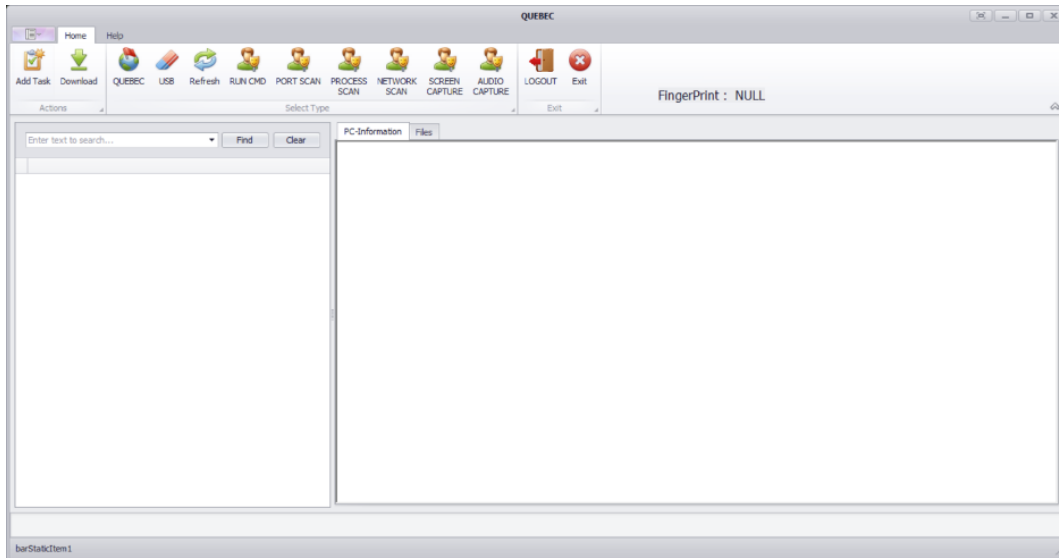 QUEBEC
Home Help
Add Task Download QUEBEC USB Refresh RUN CMD PORT SCAN PROCESS SCAN NETWORK SCAN SCREEN CAPTURE AUDIO CAPTURE LOGOUT Exit
FingerPrint : NULL
Actions Select Type Exit
Enter text to search... Find Clear
PC-Information Files
barStaticItem1